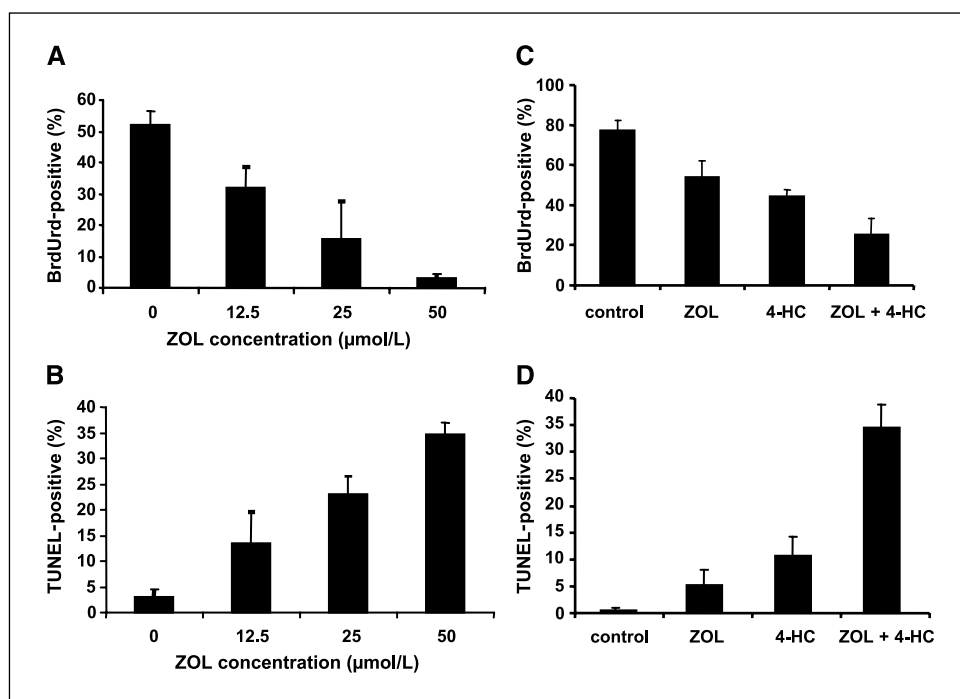 A
BrdUrd-positive (%)
60
50
40
30
20
10
0
0 12.5 25 50
ZOL concentration (µmol/L)
B
TUNEL-positive (%)
40
35
30
25
20
15
10
5
0
0 12.5 25 50
ZOL concentration (µmol/L)
C
BrdUrd-positive (%)
100
80
60
40
20
0
control ZOL 4-HC ZOL + 4-HC
D
TUNEL-positive (%)
40
35
30
25
20
15
10
5
0
control ZOL 4-HC ZOL + 4-HC